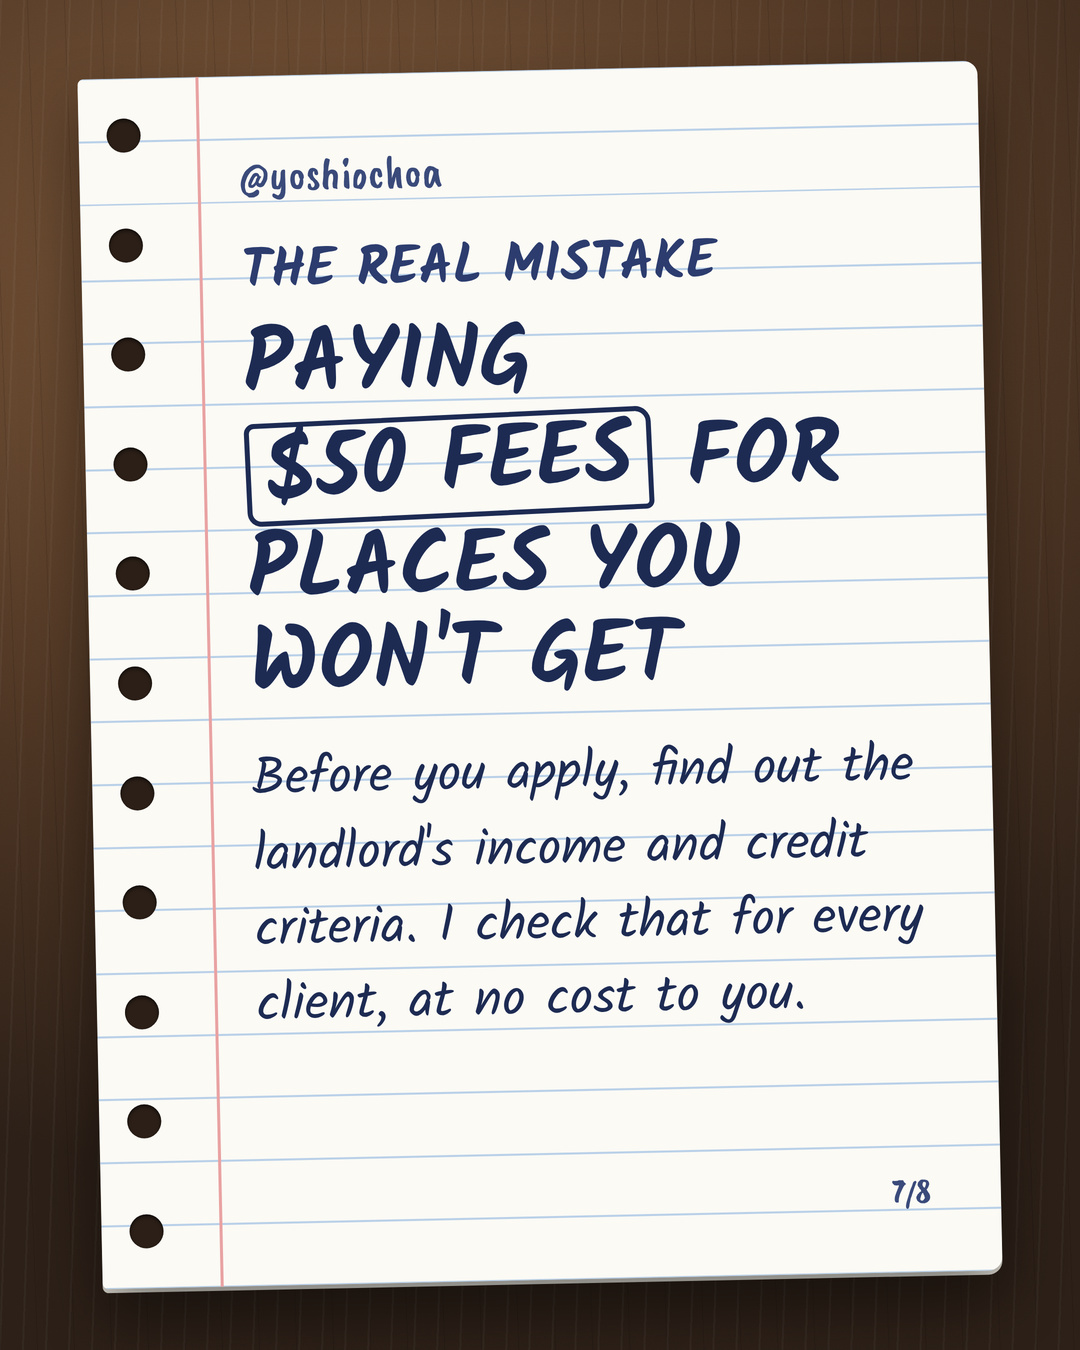 @yoshiochoa
THE REAL MISTAKE
PAYING
$50 FEES FOR
PLACES YOU
WON'T GET
Before you apply, find out the
landlord's income and credit
criteria. I check that for every
client, at no cost to you.
7/8